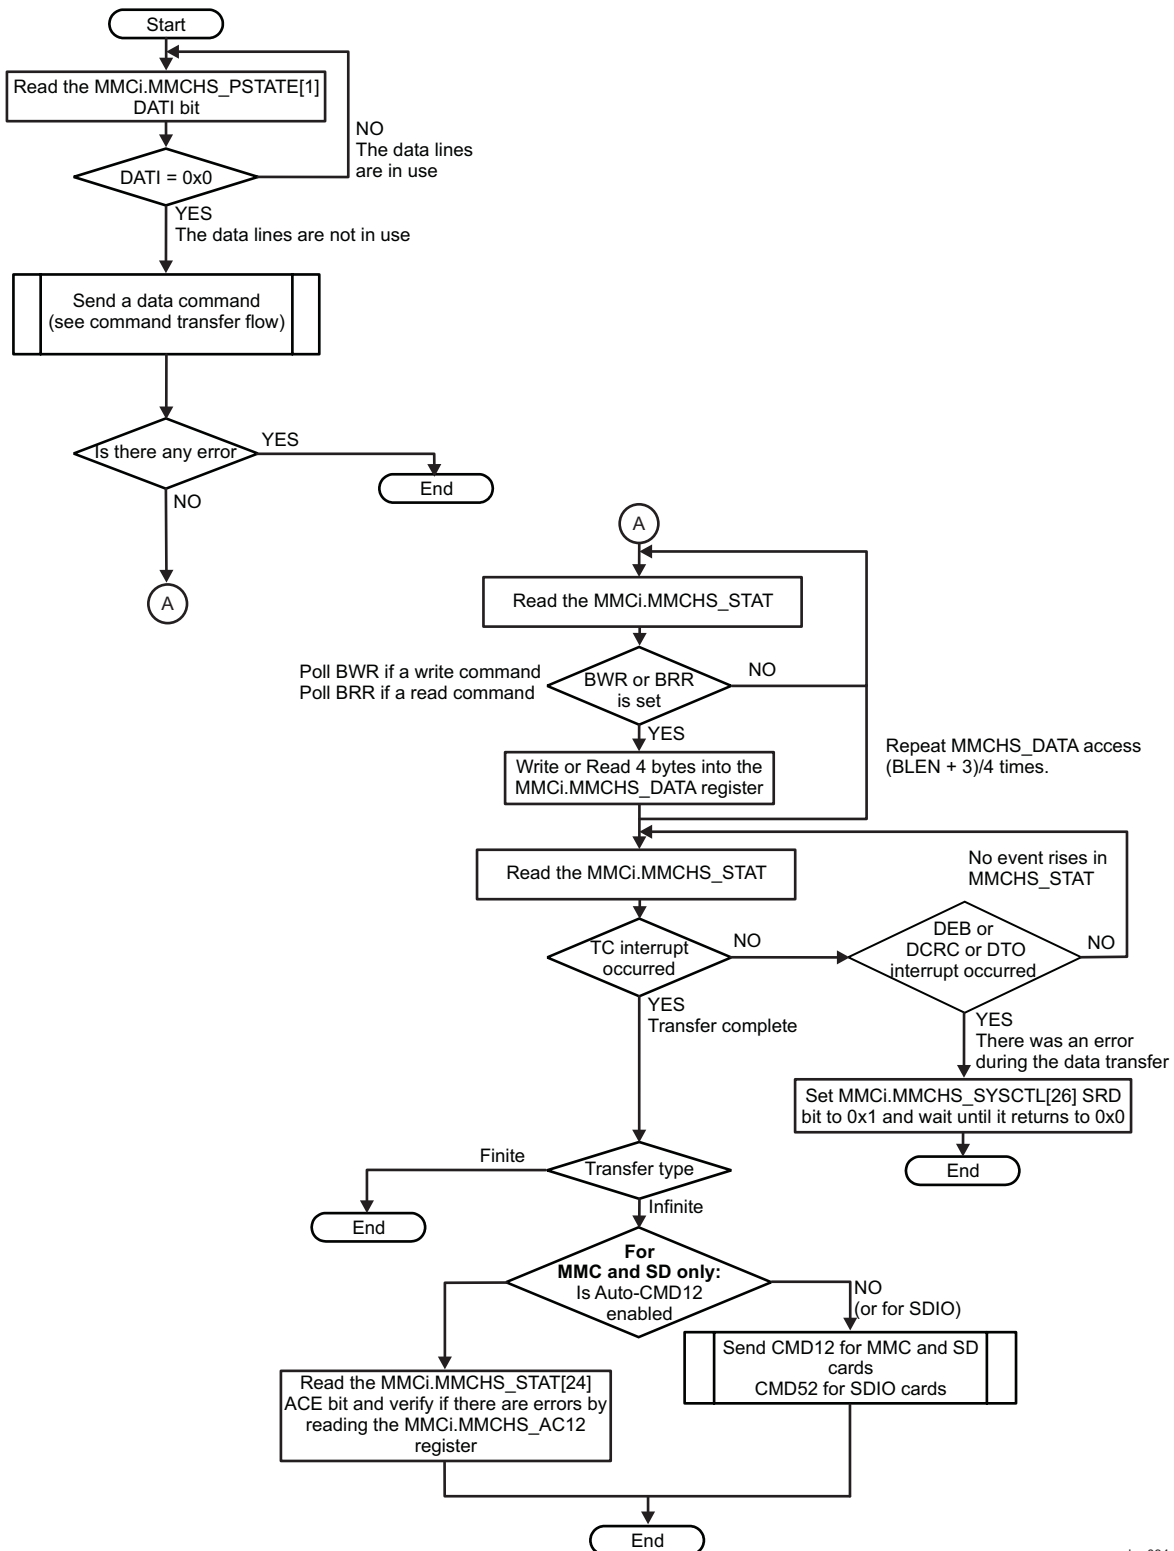 Start
Read the MMCi.MMCHS_PSTATE[1]
DATI bit
NO
The data lines
are in use
DATI = 0x0
YES
The data lines are not in use
Send a data command
(see command transfer flow)
Is there any error
YES
End
NO
A
A
Read the MMCi.MMCHS_STAT
Poll BWR if a write command
Poll BRR if a read command
BWR or BRR
is set
NO
YES
Repeat MMCHS_DATA access
(BLEN + 3)/4 times.
Write or Read 4 bytes into the
MMCi.MMCHS_DATA register
Read the MMCi.MMCHS_STAT
No event rises in
MMCHS_STAT
TC interrupt
occurred
NO
DEB or
DCRC or DTO
interrupt occurred
NO
YES
Transfer complete
YES
There was an error
during the data transfer
Set MMCi.MMCHS_SYSCTL[26] SRD
bit to 0x1 and wait until it returns to 0x0
End
Finite
Transfer type
End
Infinite
For
MMC and SD only:
Is Auto-CMD12
enabled
NO
(or for SDIO)
Send CMD12 for MMC and SD
cards
CMD52 for SDIO cards
Read the MMCi.MMCHS_STAT[24]
ACE bit and verify if there are errors by
reading the MMCi.MMCHS_AC12
register
End